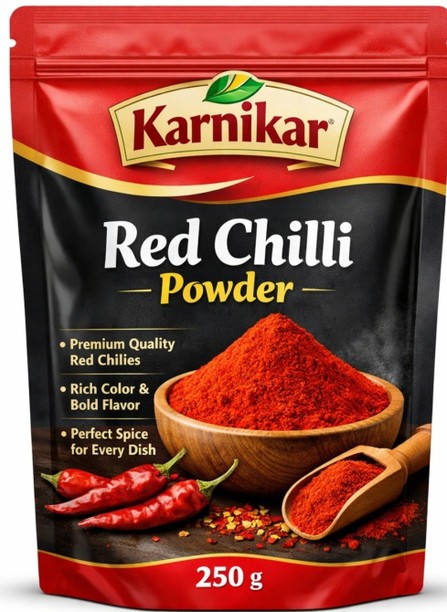 Karnikar®
Red Chilli
Powder
• Premium Quality
Red Chilies
• Rich Color &
Bold Flavor
• Perfect Spice
for Every Dish
250 g